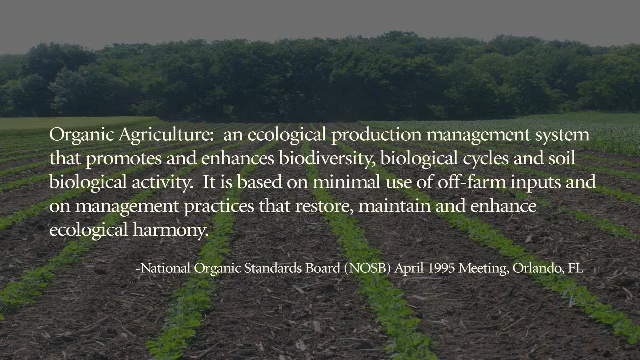 Organic Agriculture:  an ecological production management system
that promotes and enhances biodiversity, biological cycles and soil
biological activity.  It is based on minimal use of off-farm inputs and
on management practices that restore, maintain and enhance
ecological harmony.
-National Organic Standards Board (NOSB) April 1995 Meeting, Orlando, FL